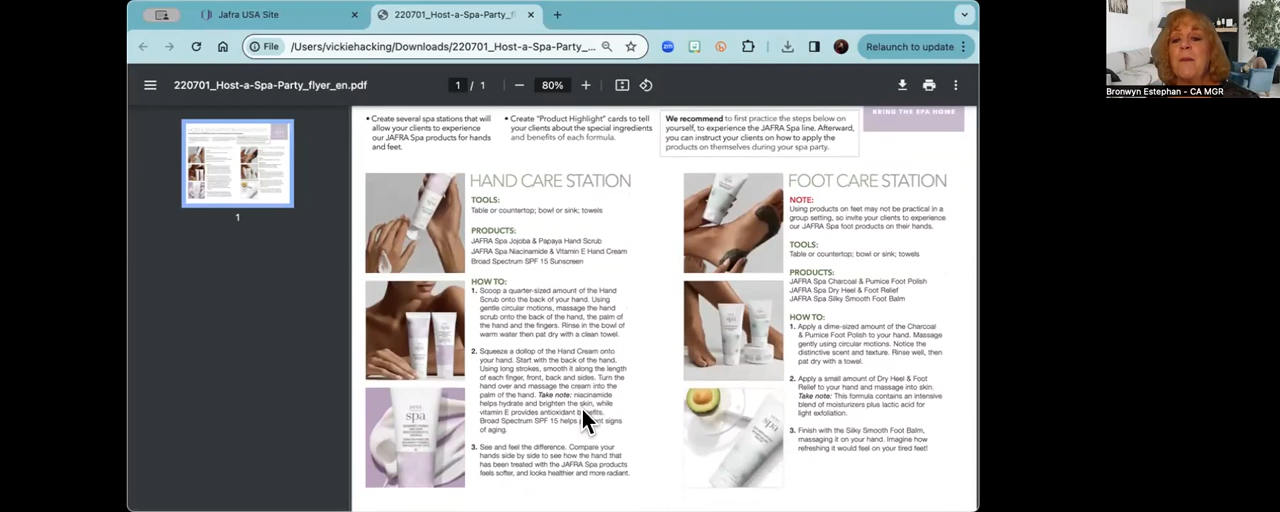 Jafra USA Site
220701_Host-a-Spa-Party_fl
File
/Users/vickiehacking/Downloads/220701_Host-a-Spa-Party_...
Relaunch to update
220701_Host-a-Spa-Party_flyer_en.pdf
1 / 1
80%
1
• Create several spa stations that will
allow your clients to experience
our JAFRA Spa products for hands
and feet.
• Create "Product Highlight" cards to tell
your clients about the special ingredients
and benefits of each formula.
We recommend to first practice the steps below on
yourself, to experience the JAFRA Spa line. Afterward,
you can instruct your clients on how to apply the
products on themselves during your spa party.
BRING THE SPA HOME
HAND CARE STATION
TOOLS:
Table or countertop; bowl or sink; towels
PRODUCTS:
JAFRA Spa Jojoba & Papaya Hand Scrub
JAFRA Spa Niacinamide & Vitamin E Hand Cream
Broad Spectrum SPF 15 Sunscreen
HOW TO:
1. Scoop a quarter-sized amount of the Hand
Scrub onto the back of your hand. Using
gentle circular motions, massage the hand
scrub onto the back of the hand, the palm of
the hand and the fingers. Rinse in the bowl of
warm water then pat dry with a clean towel.
2. Squeeze a dollop of the Hand Cream onto
your hand. Start with the back of the hand.
Using long strokes, smooth it along the length
of each finger, front, back and sides. Turn the
hand over and massage the cream into the
palm of the hand. Take note: niacinamide
helps hydrate and brighten the skin, while
vitamin E provides antioxidant benefits.
Broad Spectrum SPF 15 helps signs
of aging.
3. See and feel the difference. Compare your
hands side by side to see how the hand that
has been treated with the JAFRA Spa products
feels softer, and looks healthier and more radiant.
spa
FOOT CARE STATION
NOTE:
Using products on feet may not be practical in a
group setting, so invite your clients to experience
our JAFRA Spa foot products on their hands.
TOOLS:
Table or countertop; bowl or sink; towels
PRODUCTS:
JAFRA Spa Charcoal & Pumice Foot Polish
JAFRA Spa Dry Heel & Foot Relief
JAFRA Spa Silky Smooth Foot Balm
HOW TO:
1. Apply a dime-sized amount of the Charcoal
& Pumice Foot Polish to your hand. Massage
gently using circular motions. Notice the
distinctive scent and texture. Rinse well, then
pat dry with a towel.
2. Apply a small amount of Dry Heel & Foot
Relief to your hand and massage into skin.
Take note: This formula contains an intensive
blend of moisturizers plus lactic acid for
light exfoliation.
3. Finish with the Silky Smooth Foot Balm,
massaging it on your hand. Imagine how
refreshing it would feel on your tired feet!
Bronwyn Estephan - CA MGR